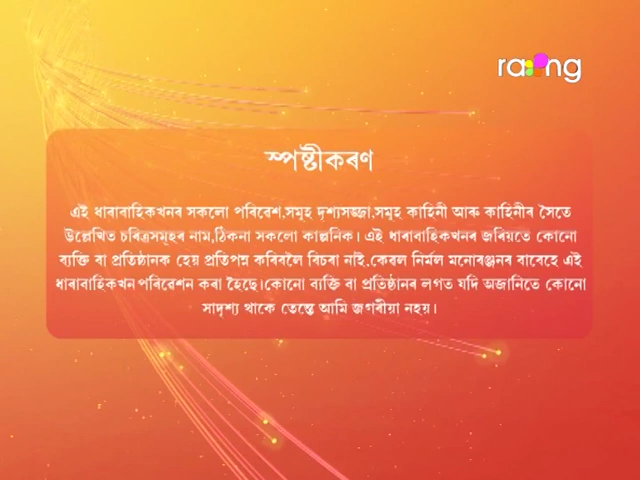 raang
স্পষ্টীকৰণ
এই ধাৰাবাহিকখনৰ সকলো পৰিৱেশ,সমূহ দৃশ্যসজ্জা,সমূহ কাহিনী আৰু কাহিনীৰ সৈতে
উল্লেখিত চৰিত্ৰসমূহৰ নাম,ঠিকনা সকলো কাল্পনিক। এই ধাৰাবাহিকখনৰ জৰিয়তে কোনো
ব্যক্তি বা প্ৰতিষ্ঠানক হেয় প্ৰতিপন্ন কৰিবলৈ বিচৰা নাই.কেৱল নিৰ্মল মনোৰঞ্জনৰ বাবেহে এই
ধাৰাবাহিকখন পৰিৱেশন কৰা হৈছে।কোনো ব্যক্তি বা প্ৰতিষ্ঠানৰ লগত যদি অজানিতে কোনো
সাদৃশ্য থাকে তেন্তে আমি জগৰীয়া নহয়।